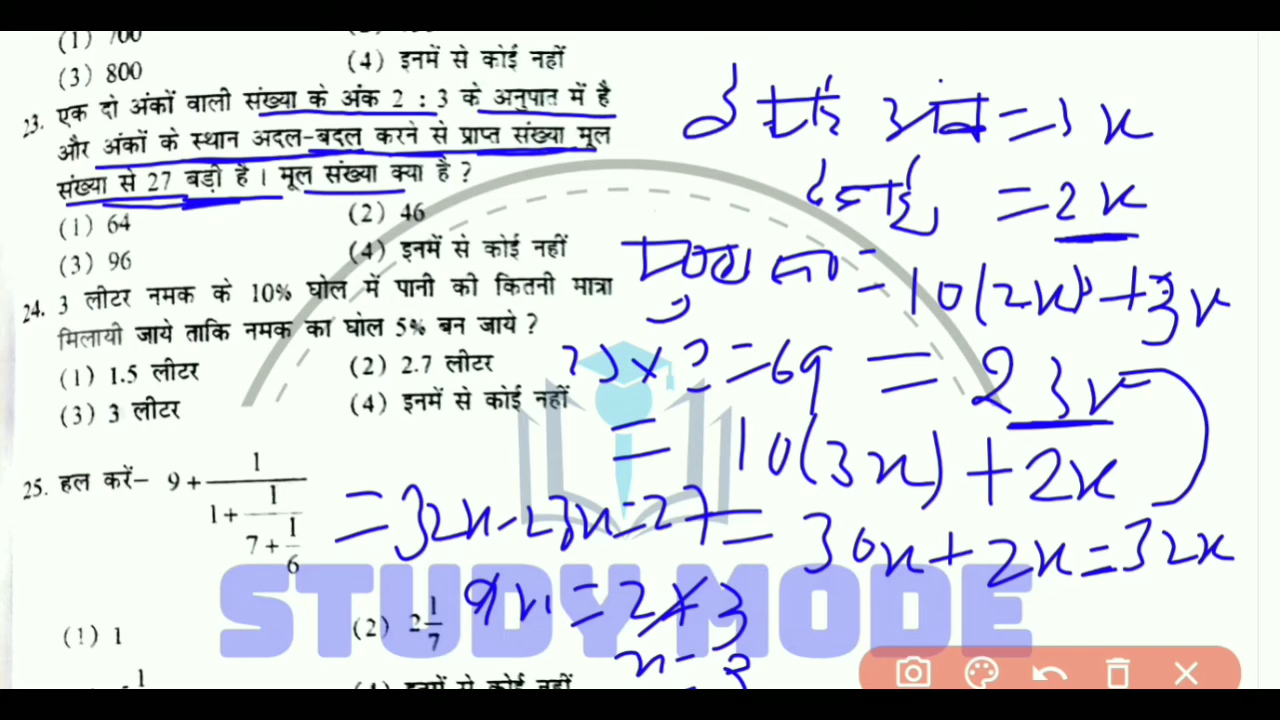 (1) 700
(3) 800
(4) इनमें से कोई नहीं
23. एक दो अंकों वाली संख्या के अंक 2 : 3 के अनुपात में है
और अंकों के स्थान अदल-बदल करने से प्राप्त संख्या मूल
संख्या से 27 बड़ी है । मूल संख्या क्या है ?
(1) 64
(2) 46
(3) 96
(4) इनमें से कोई नहीं
24. 3 लीटर नमक के 10% घोल में पानी की कितनी मात्रा
मिलायी जाये ताकि नमक का घोल 5% बन जाये ?
(1) 1.5 लीटर
(2) 2.7 लीटर
(3) 3 लीटर
(4) इनमें से कोई नहीं
25. हल करें- 9 + 1
1 + 1
7 + 1
6
(1) 1
(2) 2 1/7
(4) इनमें से कोई नहीं
= 3x
= 2x
= 10(2x) + 3x
= 69 = 23x
= 10(3x) + 2x
= 32x - 23x = 27
= 30x + 2x = 32x
9x = 27 3
x = 3
STUDY MODE